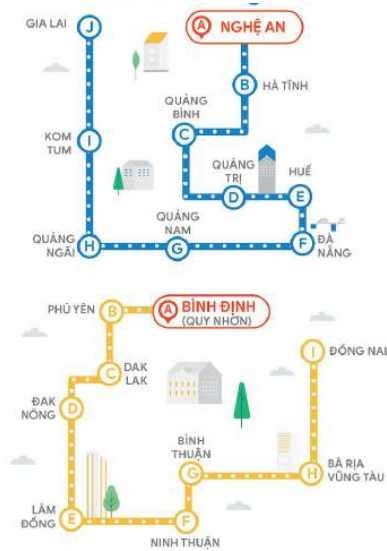 J
GIA LAI
A NGHỆ AN
B
HÀ TĨNH
QUẢNG
BÌNH
C
I
KOM
TUM
QUẢNG
TRỊ
D
HUẾ
E
QUẢNG
NGÃI
H
QUẢNG
NAM
G
F
ĐÀ
NẴNG
PHÚ YÊN
B
A BÌNH ĐỊNH
(QUY NHƠN)
C
DAK
LAK
I
ĐỒNG NAI
ĐAK
NÔNG
D
BÌNH
THUẬN
G
H
BÀ RỊA
VŨNG TÀU
LÂM
ĐỒNG
E
F
NINH THUẬN